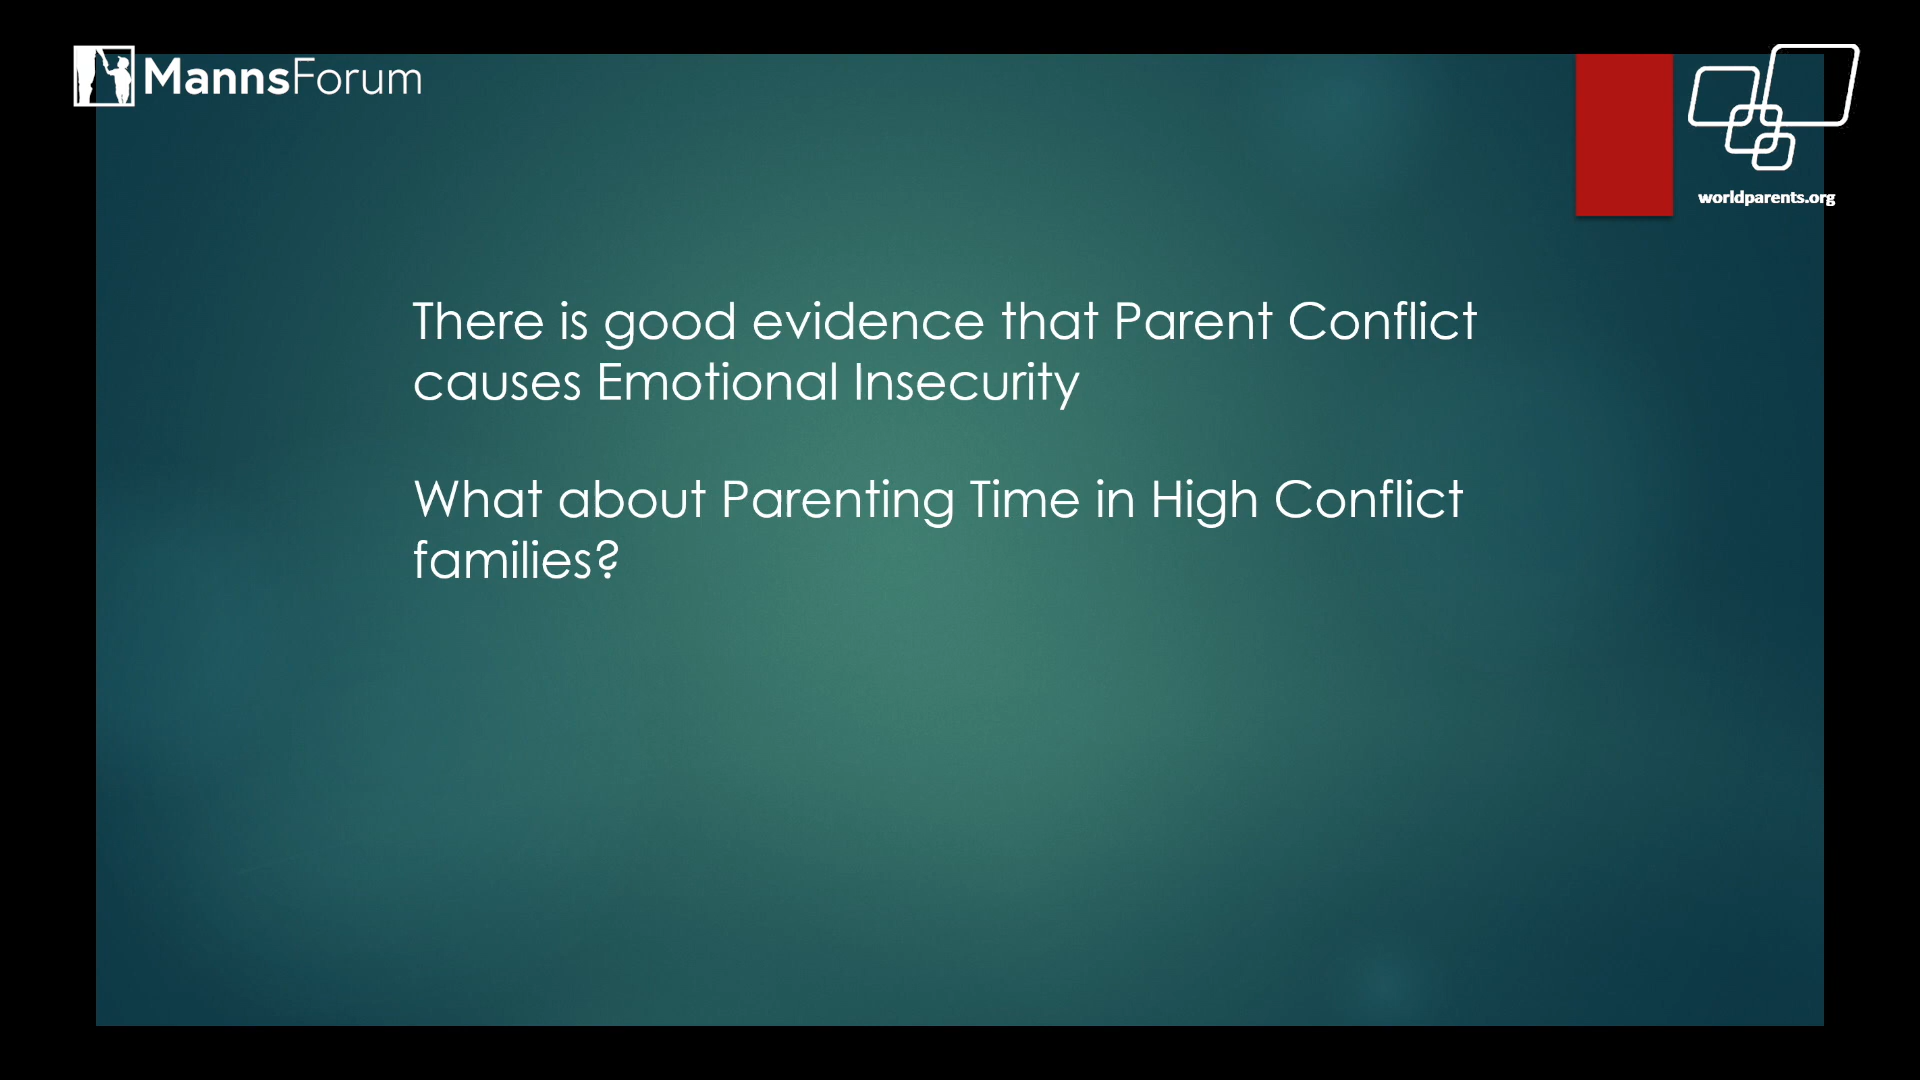 MannsForum
worldparents.org
There is good evidence that Parent Conflict
causes Emotional Insecurity
What about Parenting Time in High Conflict
families?